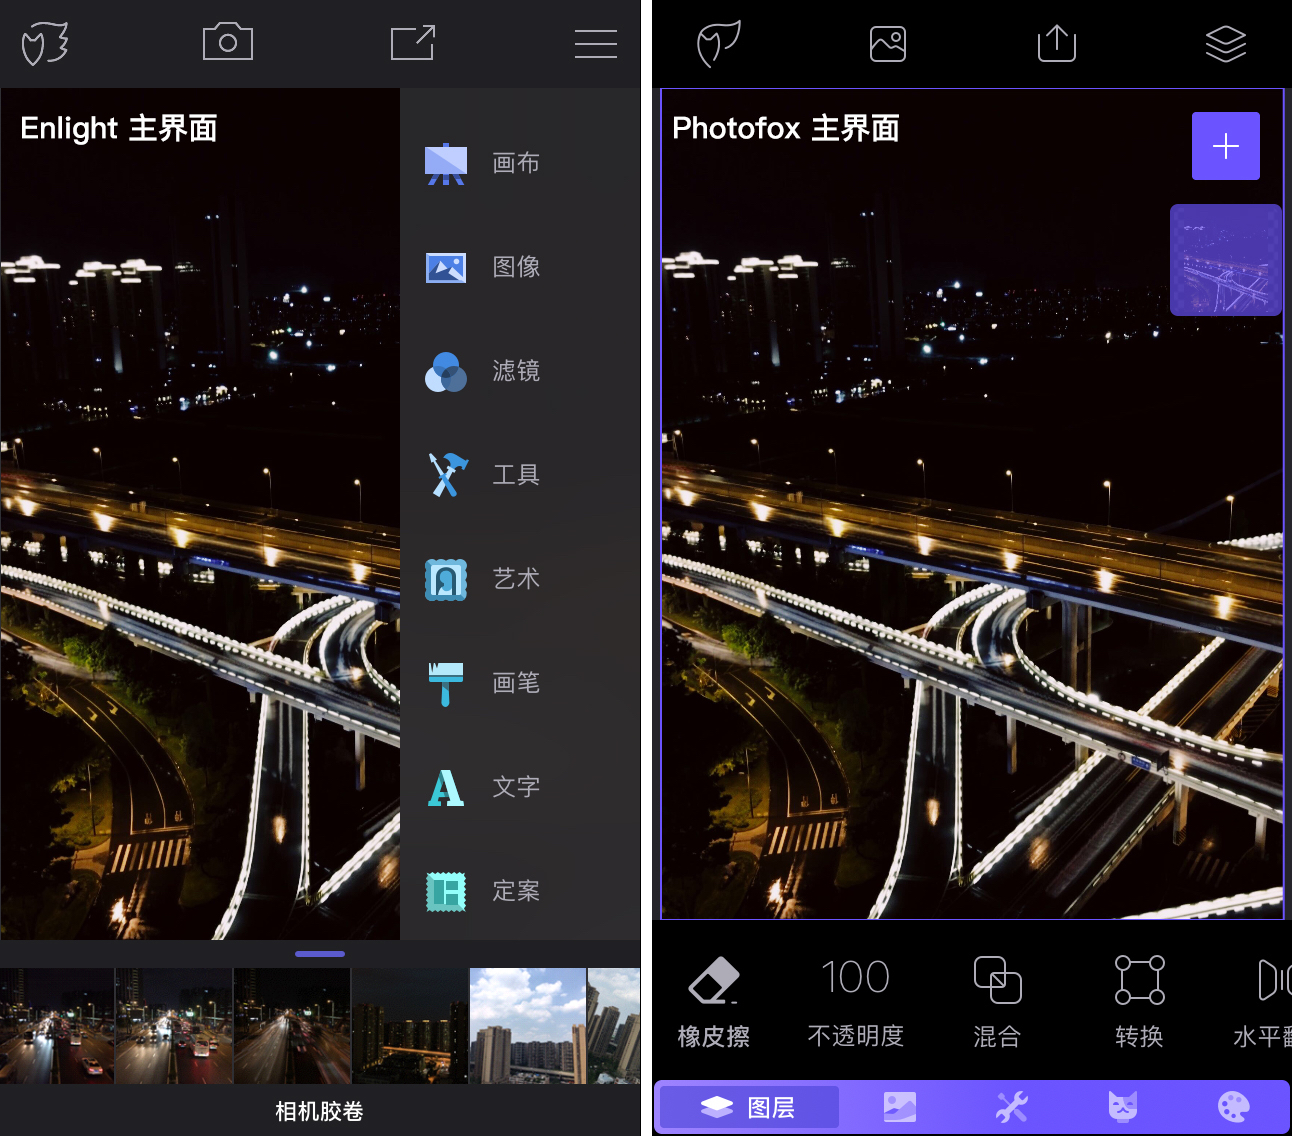 Enlight 主界面
画布
图像
滤镜
工具
艺术
画笔
文字
定案
相机胶卷
Photofox 主界面
100
橡皮擦
不透明度
混合
转换
水平
图层